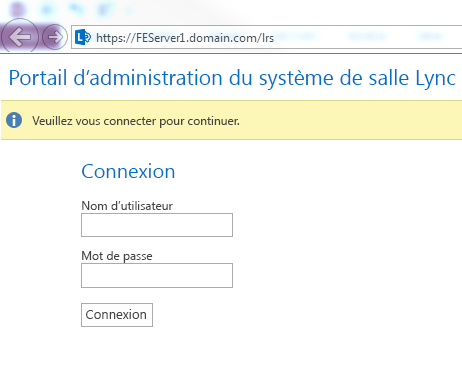 https://FEServer1.domain.com/lrs
Portail d’administration du système de salle Lync
Veuillez vous connecter pour continuer.
Connexion
Nom d’utilisateur
Mot de passe
Connexion